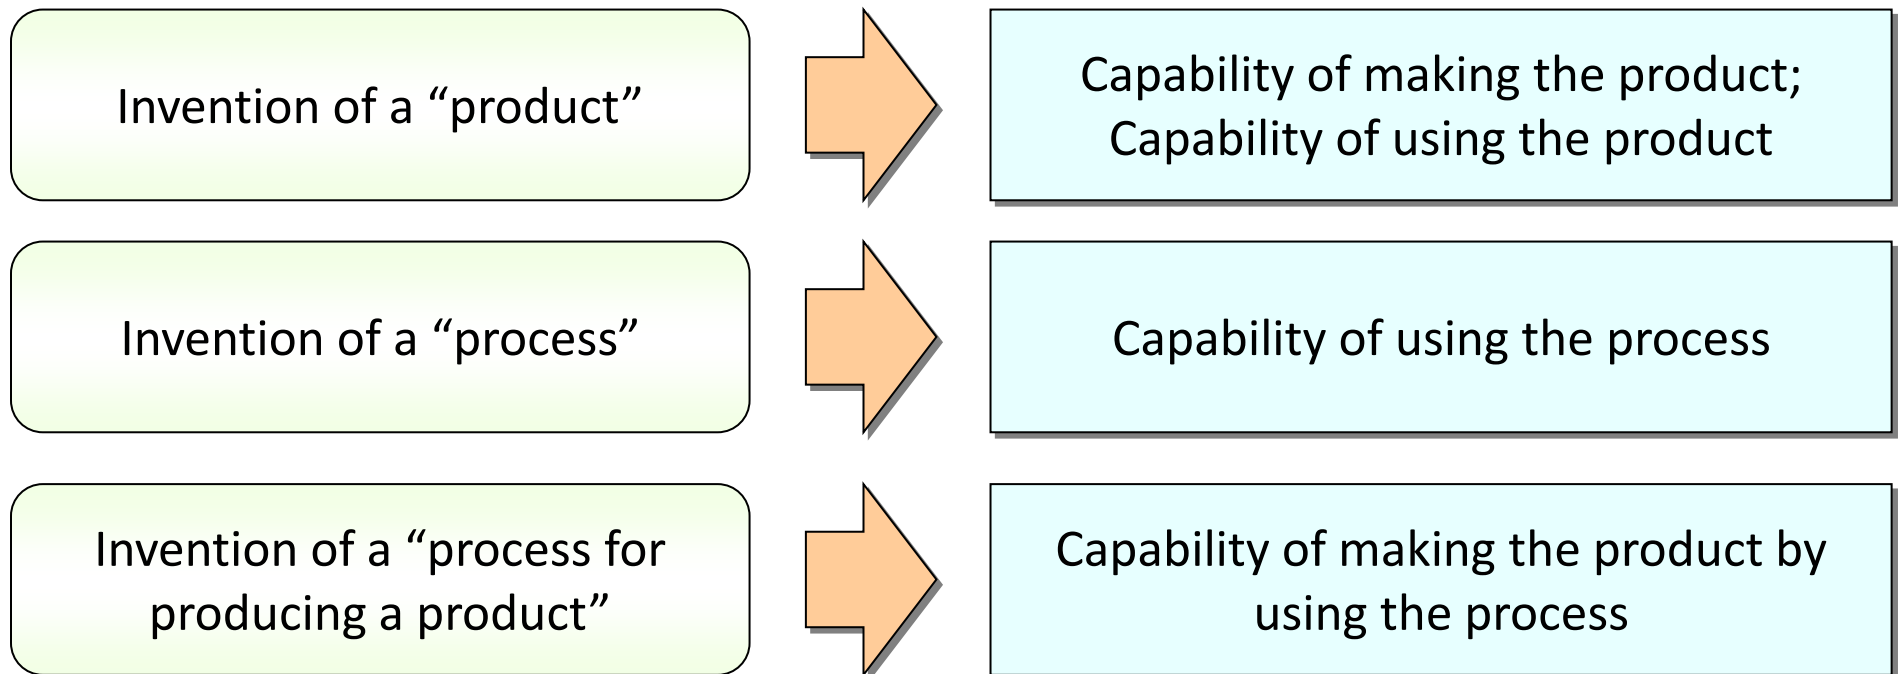 Invention of a “product”
Capability of making the product;
Capability of using the product
Invention of a “process”
Capability of using the process
Invention of a “process for
producing a product”
Capability of making the product by
using the process